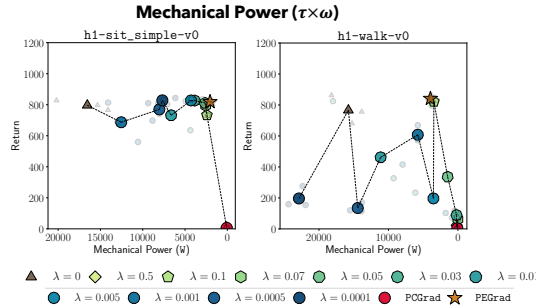 Mechanical Power (τ×ω)
h1-sit_simple-v0
h1-walk-v0
1200
1000
800
600
400
200
0
20000 15000 10000 5000 0
Return
Mechanical Power (W)
1200
1000
800
600
400
200
0
20000 10000 0
Return
Mechanical Power (W)
λ = 0 λ = 0.5 λ = 0.1 λ = 0.07 λ = 0.05 λ = 0.03 λ = 0.01
λ = 0.005 λ = 0.001 λ = 0.0005 λ = 0.0001 PCGrad PEGrad